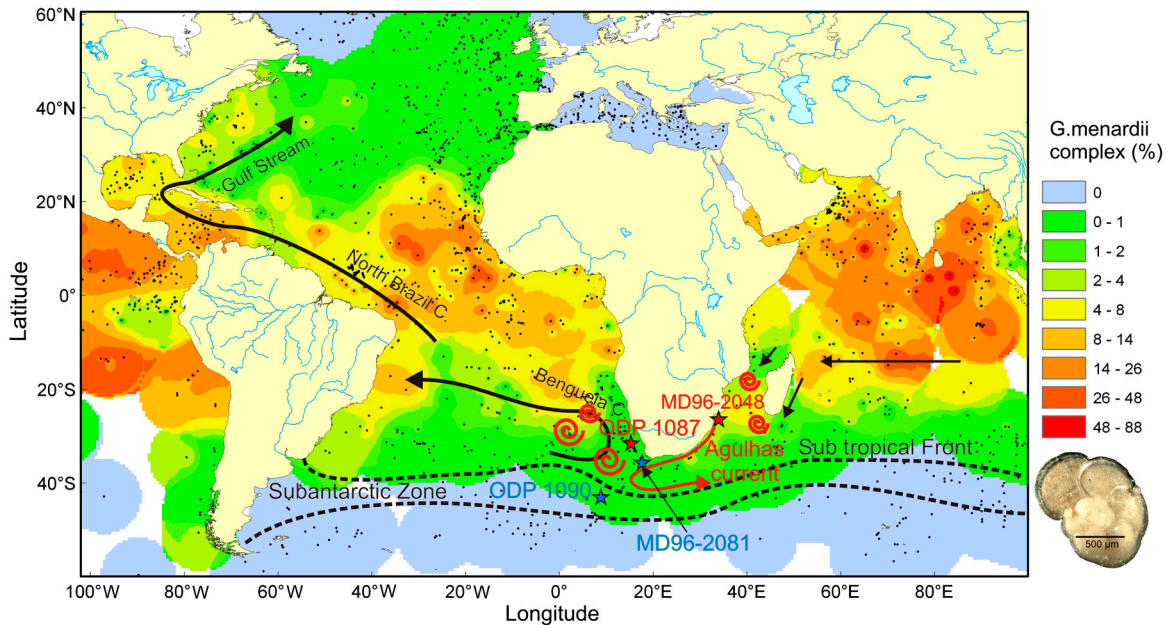 60°N
40°N
20°N
0°
20°S
40°S
Latiitude
100°W
80°W
60°W
40°W
20°W
0°
20°E
40°E
60°E
80°E
Longitude
Gulf Stream.
North Brazil C.
Benguela C.
MD96-2048
ODP 1087
Agulhas
current
Sub tropical Front
Subantarctic Zone
ODP 1090
MD96-2081
G.menardii
complex (%)
0
0 - 1
1 - 2
2 - 4
4 - 8
8 - 14
14 - 26
26 - 48
48 - 88
500 µm